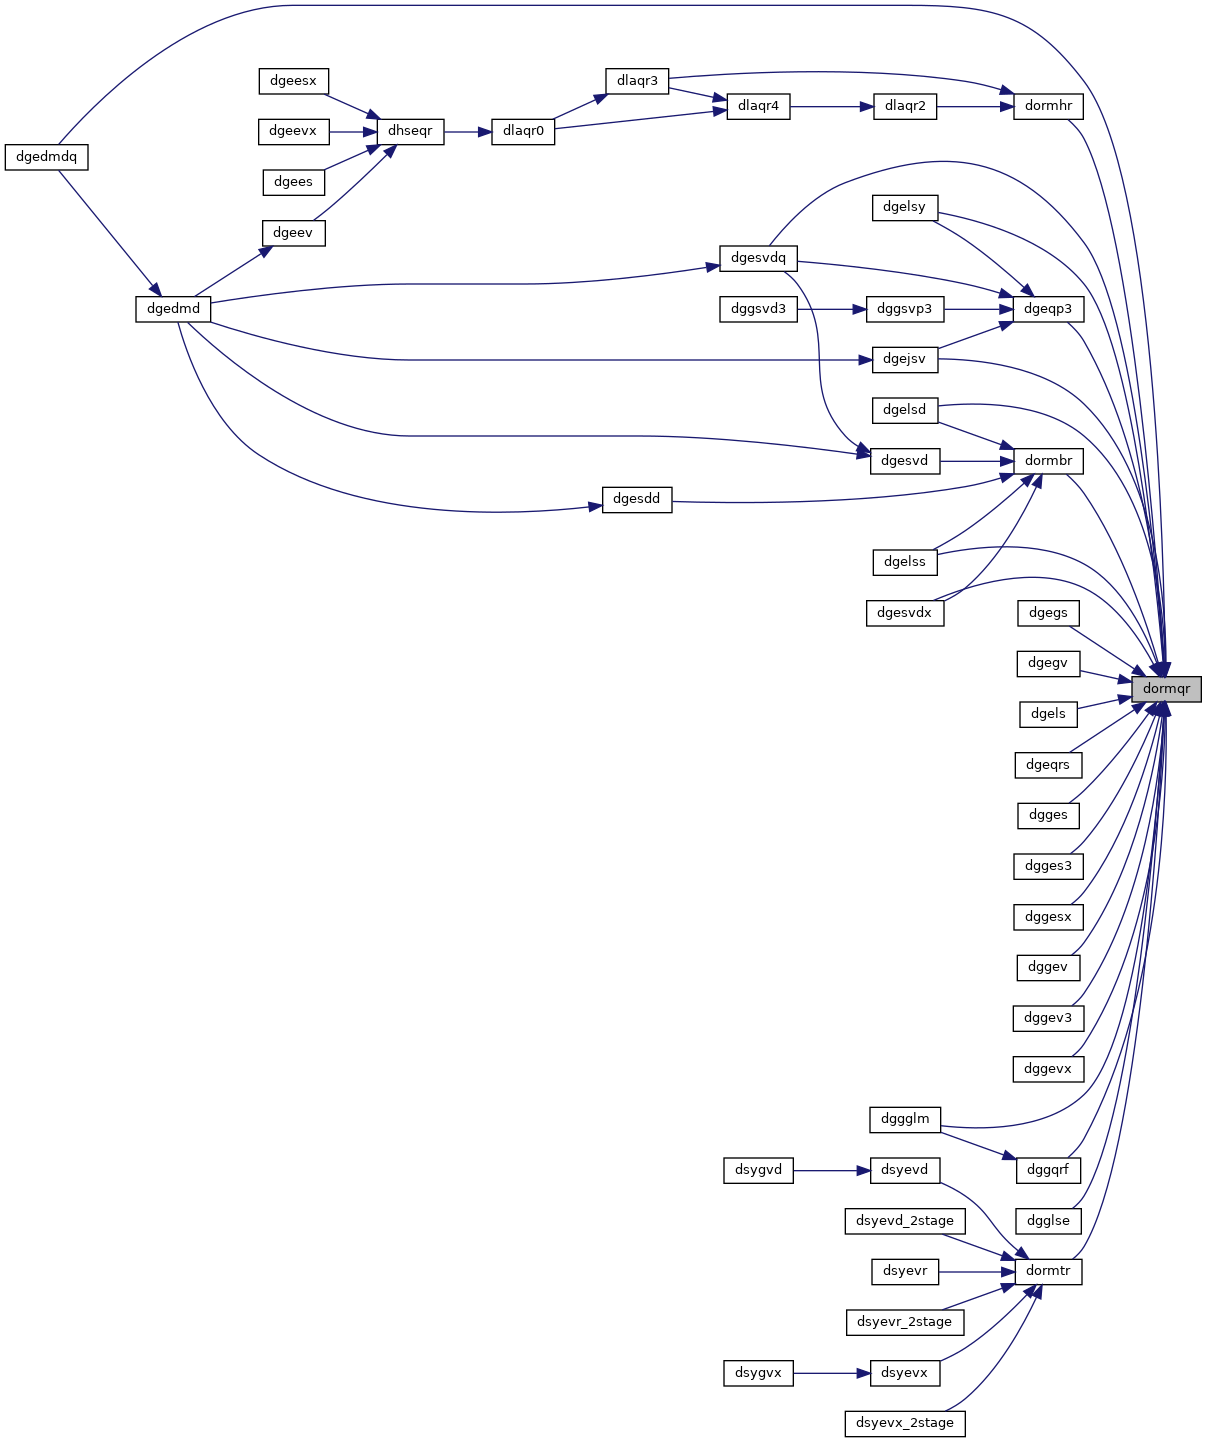 dgeesx
dlaqr3
dlaqr4
dlaqr2
dormhr
dgeevx
dhseqr
dlaqr0
dgedmdq
dgees
dgelsy
dgeev
dgesvdq
dgedmd
dggsvd3
dggsvp3
dgeqp3
dgejsv
dgelsd
dgesvd
dormbr
dgesdd
dgelss
dgesvdx
dgegs
dgegv
dormqr
dgels
dgeqrs
dgges
dgges3
dggesx
dggev
dggev3
dggevx
dggglm
dsygvd
dsyevd
dggqrf
dsyevd_2stage
dgglse
dsyevr
dormtr
dsyevr_2stage
dsygvx
dsyevx
dsyevx_2stage